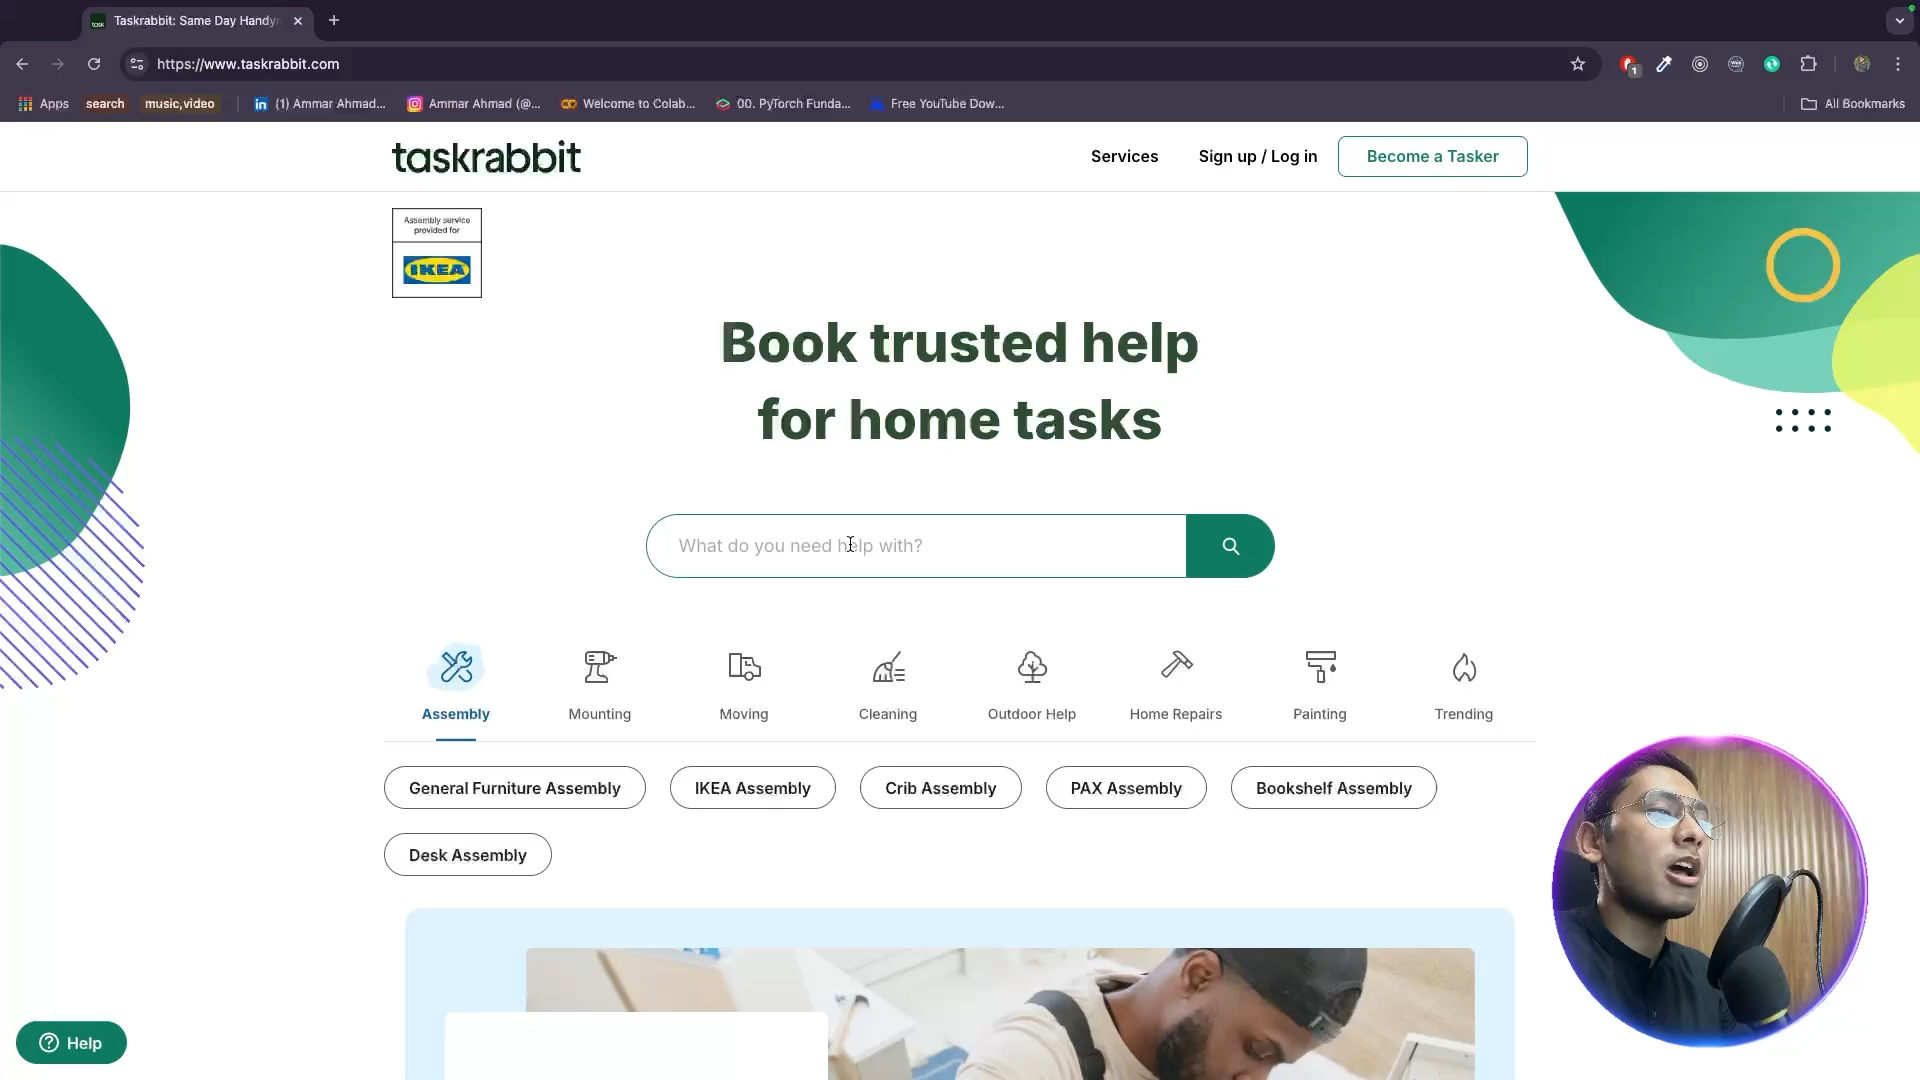 Taskrabbit: Same Day Handy
https://www.taskrabbit.com
1
Apps
search
music,video
(1) Ammar Ahmad...
Ammar Ahmad (@...
Welcome to Colab...
00. PyTorch Funda...
Free YouTube Dow...
All Bookmarks
taskrabbit
Services
Sign up / Log in
Become a Tasker
Assembly service
provided for
IKEA
Book trusted help
for home tasks
What do you need help with?
Assembly
Mounting
Moving
Cleaning
Outdoor Help
Home Repairs
Painting
Trending
General Furniture Assembly
IKEA Assembly
Crib Assembly
PAX Assembly
Bookshelf Assembly
Desk Assembly
Help